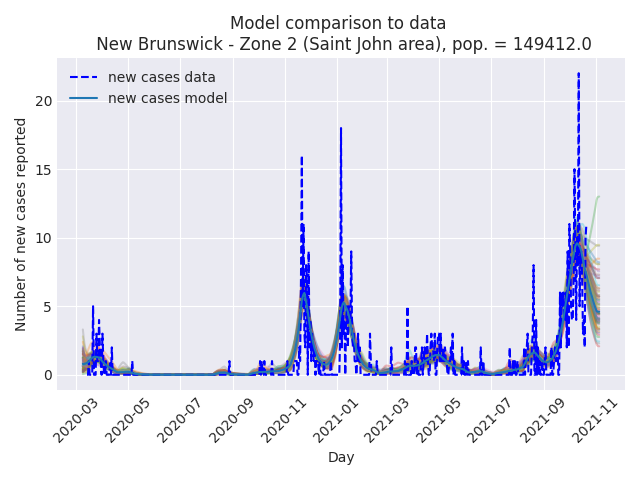 Model comparison to data
New Brunswick - Zone 2 (Saint John area), pop. = 149412.0
new cases data
new cases model
Number of new cases reported
20
15
10
5
0
2020-03
2020-05
2020-07
2020-09
2020-11
2021-01
2021-03
2021-05
2021-07
2021-09
2021-11
Day